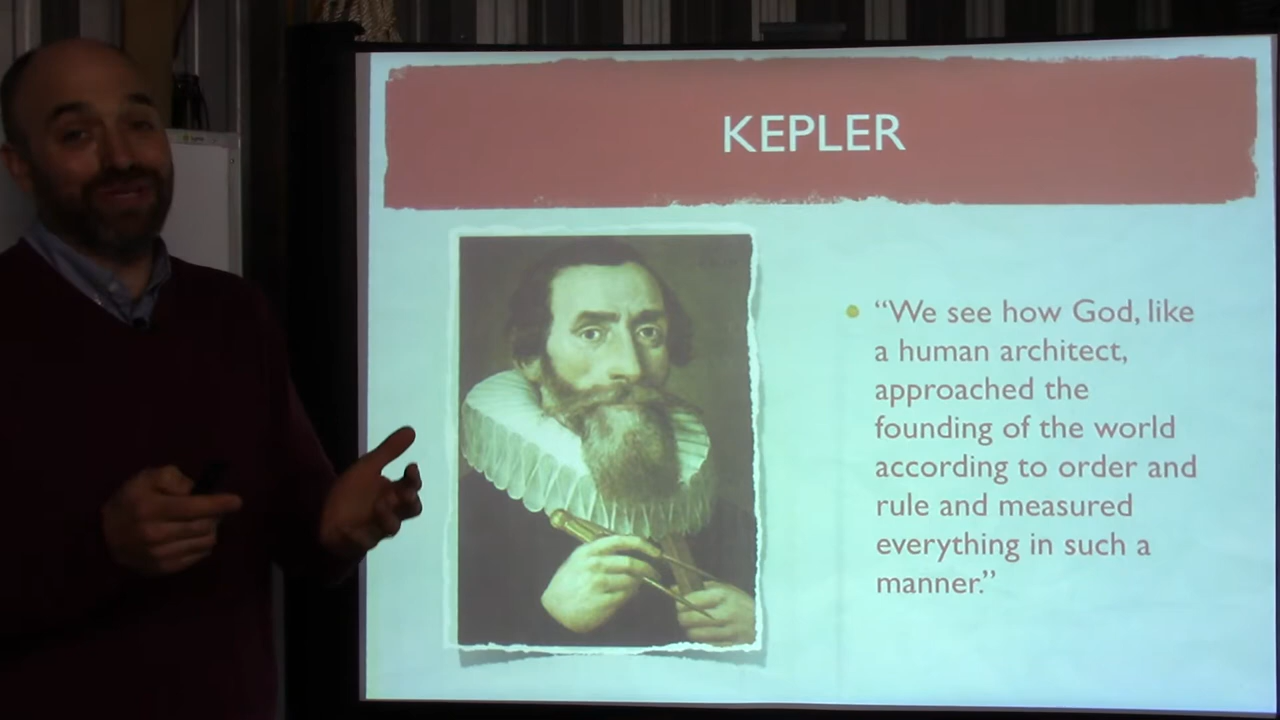 KEPLER
“We see how God, like
a human architect,
approached the
founding of the world
according to order and
rule and measured
everything in such a
manner.”